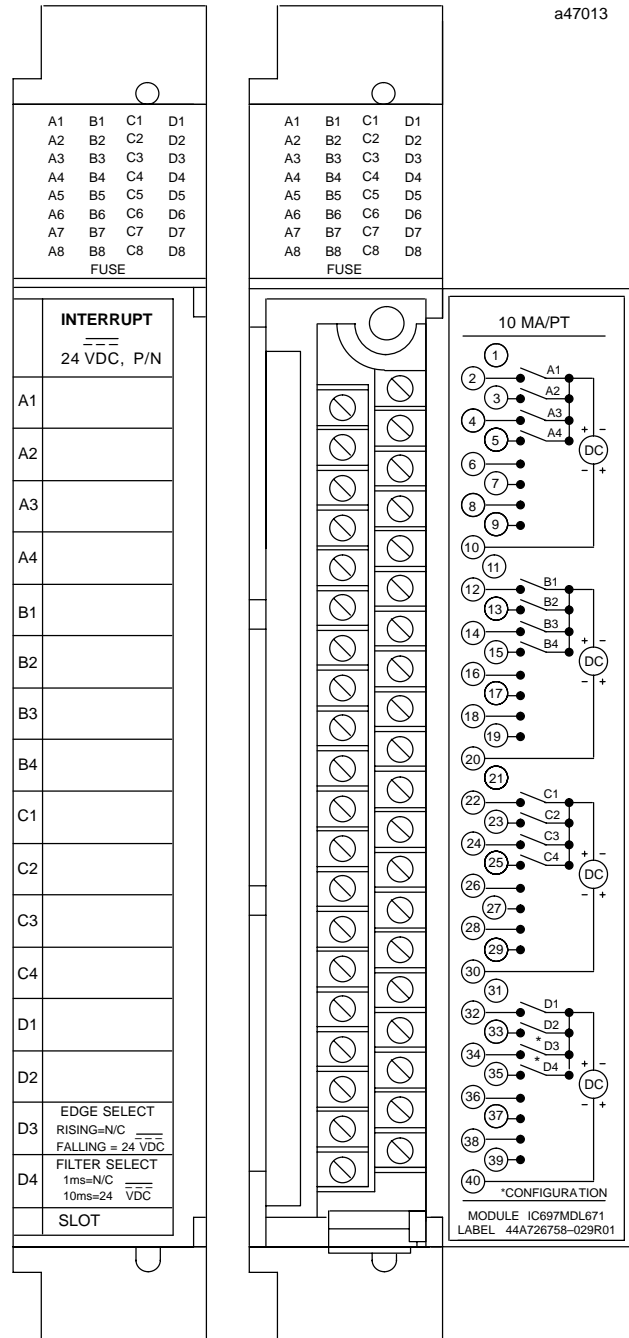 a47013
A1 B1 C1 D1
A2 B2 C2 D2
A3 B3 C3 D3
A4 B4 C4 D4
A5 B5 C5 D5
A6 B6 C6 D6
A7 B7 C7 D7
A8 B8 C8 D8
FUSE
A1 B1 C1 D1
A2 B2 C2 D2
A3 B3 C3 D3
A4 B4 C4 D4
A5 B5 C5 D5
A6 B6 C6 D6
A7 B7 C7 D7
A8 B8 C8 D8
FUSE
INTERRUPT
24 VDC, P/N
A1
A2
A3
A4
B1
B2
B3
B4
C1
C2
C3
C4
D1
D2
D3
EDGE SELECT
RISING=N/C
FALLING = 24 VDC
D4
FILTER SELECT
1ms=N/C
10ms=24 VDC
SLOT
10 MA/PT
1
2 A1
3 A2
4 A3
5 A4
+ −
DC
− +
6
7
8
9
10
11
12 B1
13 B2
14 B3
15 B4
+ −
DC
− +
16
17
18
19
20
21
22 C1
23 C2
24 C3
25 C4
+ −
DC
− +
26
27
28
29
30
31
32 D1
33 D2
34 * D3
35 * D4
+ −
DC
− +
36
37
38
39
40
*CONFIGURATION
MODULE IC697MDL671
LABEL 44A726758–029R01